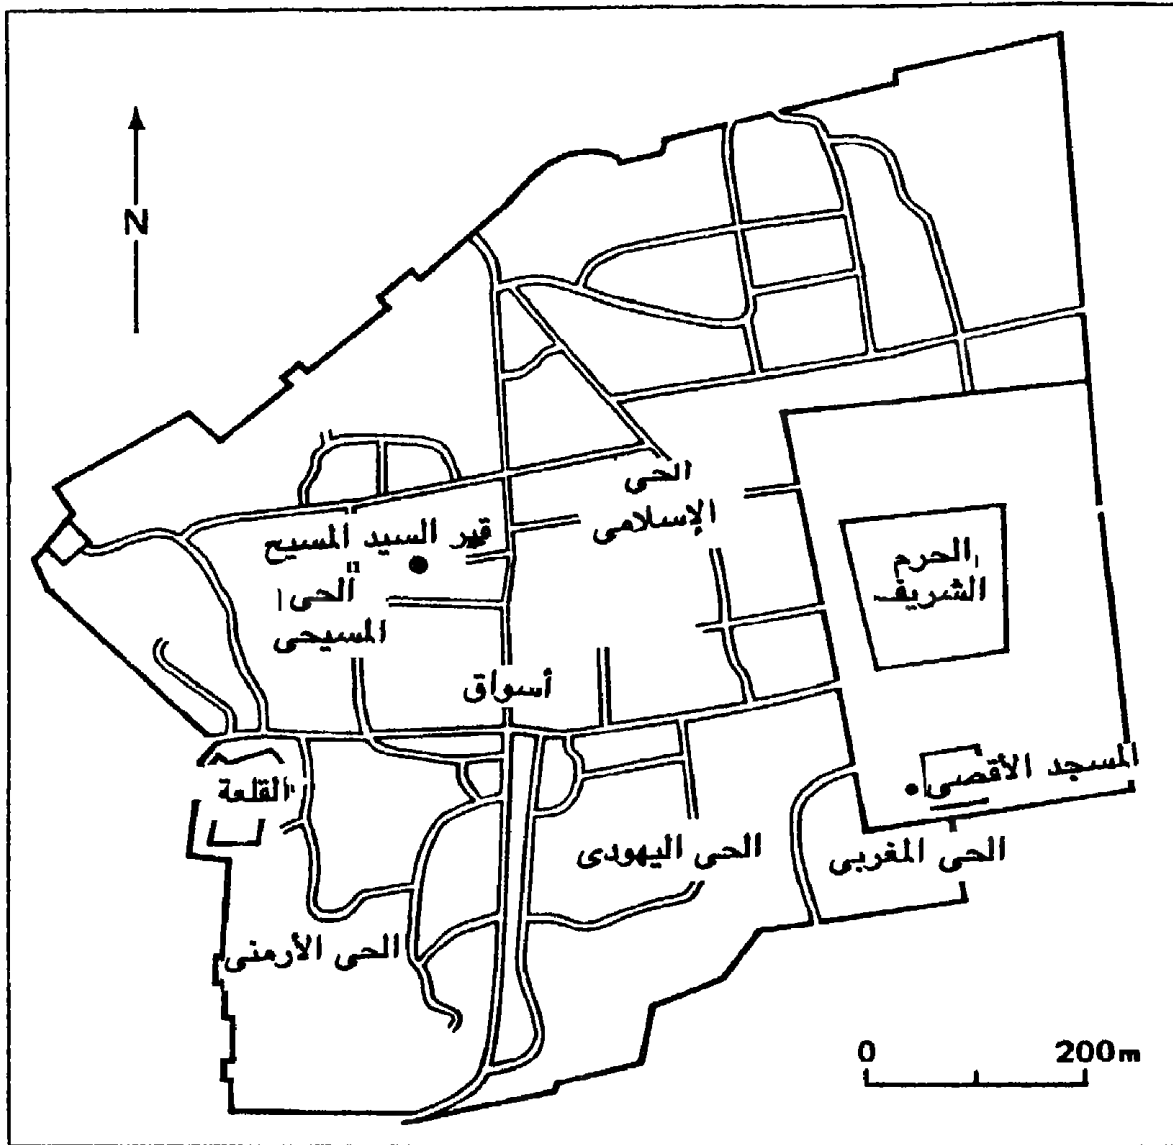 N
الحى
الإسلامى
قبر السيد المسيح
الحرم
الشريف
الحى
المسيحى
أسواق
المسجد الأقصى
القلعة
الحى اليهودى
الحى المغربى
الحى الأرمنى
0 200m